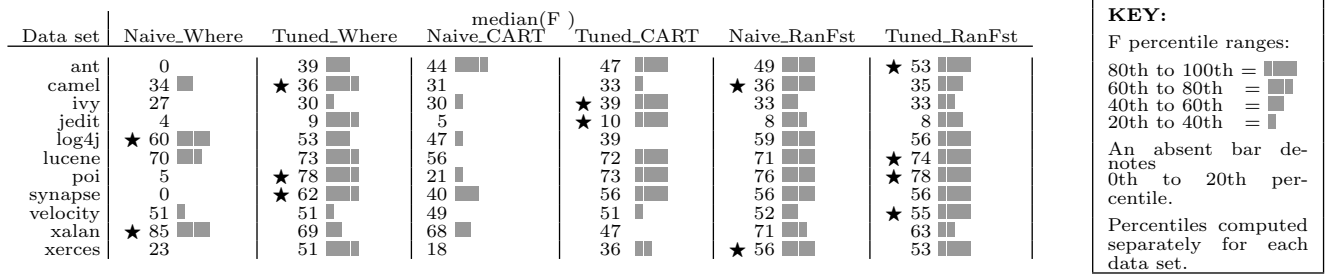 median(F )
Data set Naive_Where Tuned_Where Naive_CART Tuned_CART Naive_RanFst Tuned_RanFst
ant 0 39 44 47 49 ★ 53
camel 34 ★ 36 31 33 ★ 36 35
ivy 27 30 30 ★ 39 33 33
jedit 4 9 5 ★ 10 8 8
log4j ★ 60 53 47 39 59 56
lucene 70 73 56 72 71 ★ 74
poi 5 ★ 78 21 73 76 ★ 78
synapse 0 ★ 62 40 56 56 56
velocity 51 51 49 51 52 ★ 55
xalan ★ 85 69 68 47 71 63
xerces 23 51 18 36 ★ 56 53
KEY:
F percentile ranges:
80th to 100th =
60th to 80th =
40th to 60th =
20th to 40th =
An absent bar de-
notes
0th to 20th per-
centile.
Percentiles computed
separately for each
data set.